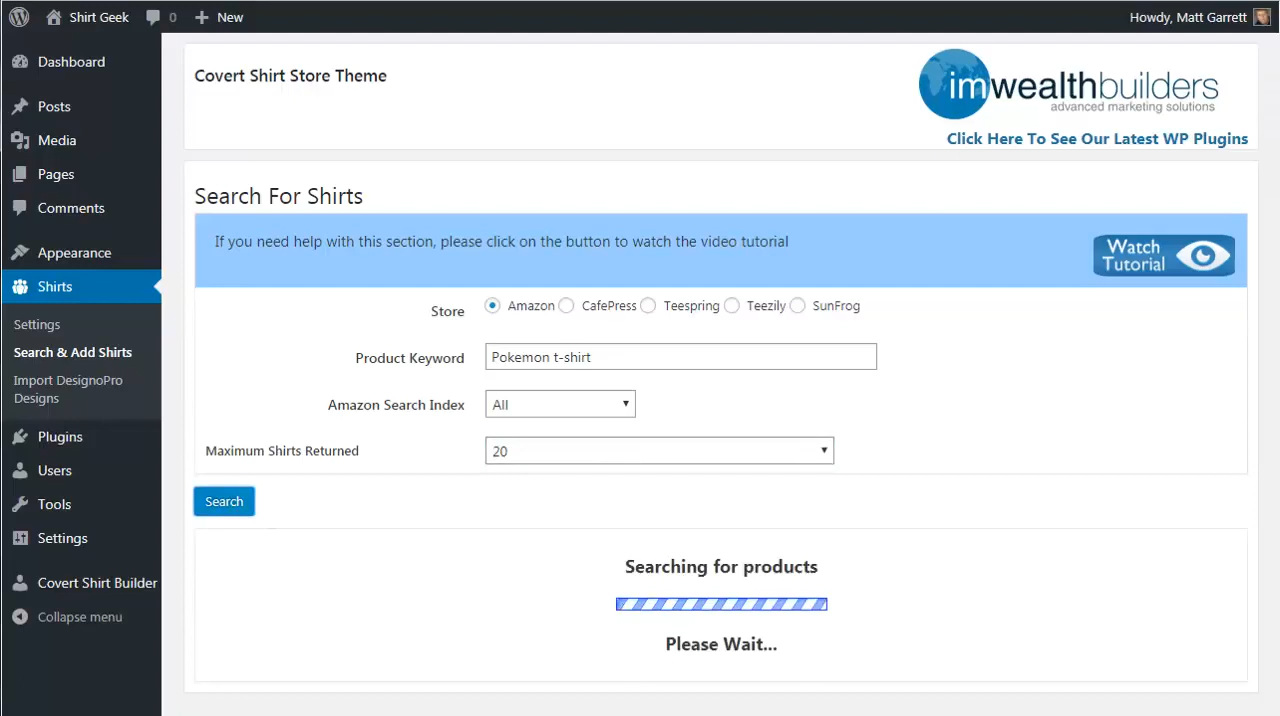 Shirt Geek
0
New
Howdy, Matt Garrett
Dashboard
Posts
Media
Pages
Comments
Appearance
Shirts
Settings
Search & Add Shirts
Import DesignoPro
Designs
Plugins
Users
Tools
Settings
Covert Shirt Builder
Collapse menu
Covert Shirt Store Theme
imwealthbuilders
advanced marketing solutions
Click Here To See Our Latest WP Plugins
Search For Shirts
If you need help with this section, please click on the button to watch the video tutorial
Watch
Tutorial
Store
Amazon CafePress Teespring Teezily SunFrog
Product Keyword
Pokemon t-shirt
Amazon Search Index
All
Maximum Shirts Returned
20
Search
Searching for products
Please Wait...